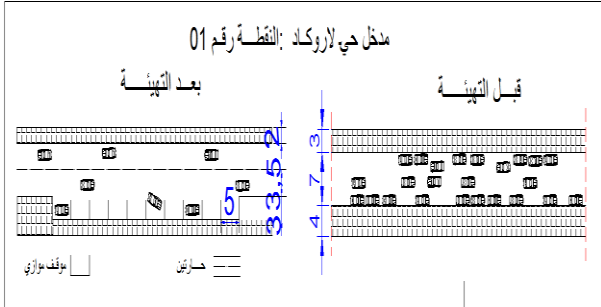 مدخل حي لاروكاد :النقطة رقم 01
قبل التهيئة
بعد التهيئة
3
7
4
2
3,5
3
5
حارتين
موقف موازي